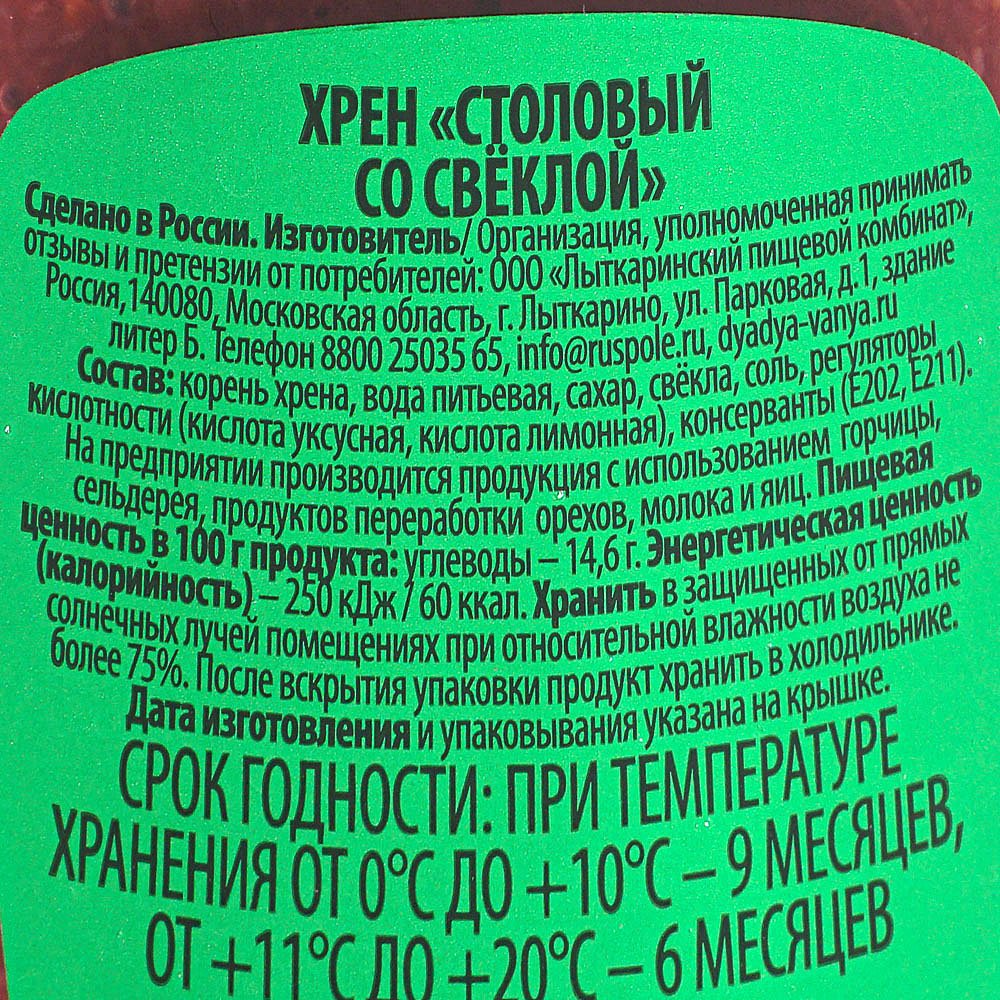 ХРЕН «СТОЛОВЫЙ
СО СВЁКЛОЙ»
Сделано в России. Изготовитель/ Организация, уполномоченная принимать
отзывы и претензии от потребителей: ООО «Лыткаринский пищевой комбинат»,
Россия,140080, Московская область, г. Лыткарино, ул. Парковая, д.1, здание
литер Б. Телефон 8800 25035 65, info@ruspole.ru, dyadya-vanya.ru
Состав: корень хрена, вода питьевая, сахар, свёкла, соль, регуляторы
кислотности (кислота уксусная, кислота лимонная), консерванты (Е202, Е211).
На предприятии производится продукция с использованием горчицы,
сельдерея, продуктов переработки орехов, молока и яиц. Пищевая
ценность в 100 г продукта: углеводы – 14,6 г. Энергетическая ценность
(калорийность) – 250 кДж / 60 ккал. Хранить в защищенных от прямых
солнечных лучей помещениях при относительной влажности воздуха не
более 75%. После вскрытия упаковки продукт хранить в холодильнике.
Дата изготовления и упаковывания указана на крышке.
СРОК ГОДНОСТИ: ПРИ ТЕМПЕРАТУРЕ
ХРАНЕНИЯ ОТ 0°С ДО +10°С – 9 МЕСЯЦЕВ,
ОТ +11°С ДО +20°С – 6 МЕСЯЦЕВ